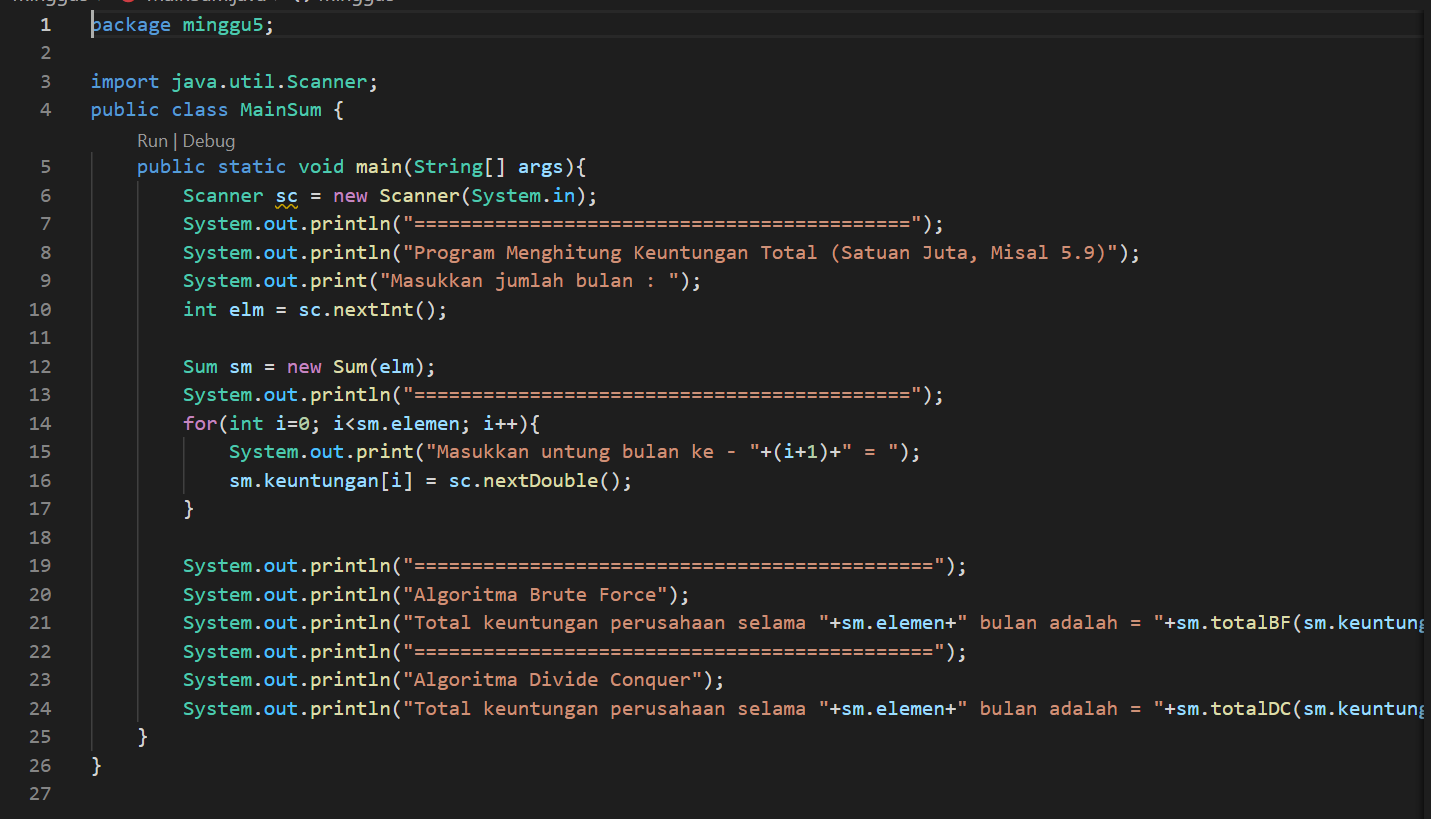 1 package minggu5;
2
3 import java.util.Scanner;
4 public class MainSum {
Run | Debug
5 public static void main(String[] args){
6 Scanner sc = new Scanner(System.in);
7 System.out.println("===========================================");
8 System.out.println("Program Menghitung Keuntungan Total (Satuan Juta, Misal 5.9)");
9 System.out.print("Masukkan jumlah bulan : ");
10 int elm = sc.nextInt();
11
12 Sum sm = new Sum(elm);
13 System.out.println("===========================================");
14 for(int i=0; i<sm.elemen; i++){
15 System.out.print("Masukkan untung bulan ke - "+(i+1)+" = ");
16 sm.keuntungan[i] = sc.nextDouble();
17 }
18
19 System.out.println("=============================================");
20 System.out.println("Algoritma Brute Force");
21 System.out.println("Total keuntungan perusahaan selama "+sm.elemen+" bulan adalah = "+sm.totalBF(sm.keuntung
22 System.out.println("=============================================");
23 System.out.println("Algoritma Divide Conquer");
24 System.out.println("Total keuntungan perusahaan selama "+sm.elemen+" bulan adalah = "+sm.totalDC(sm.keuntung
25 }
26 }
27